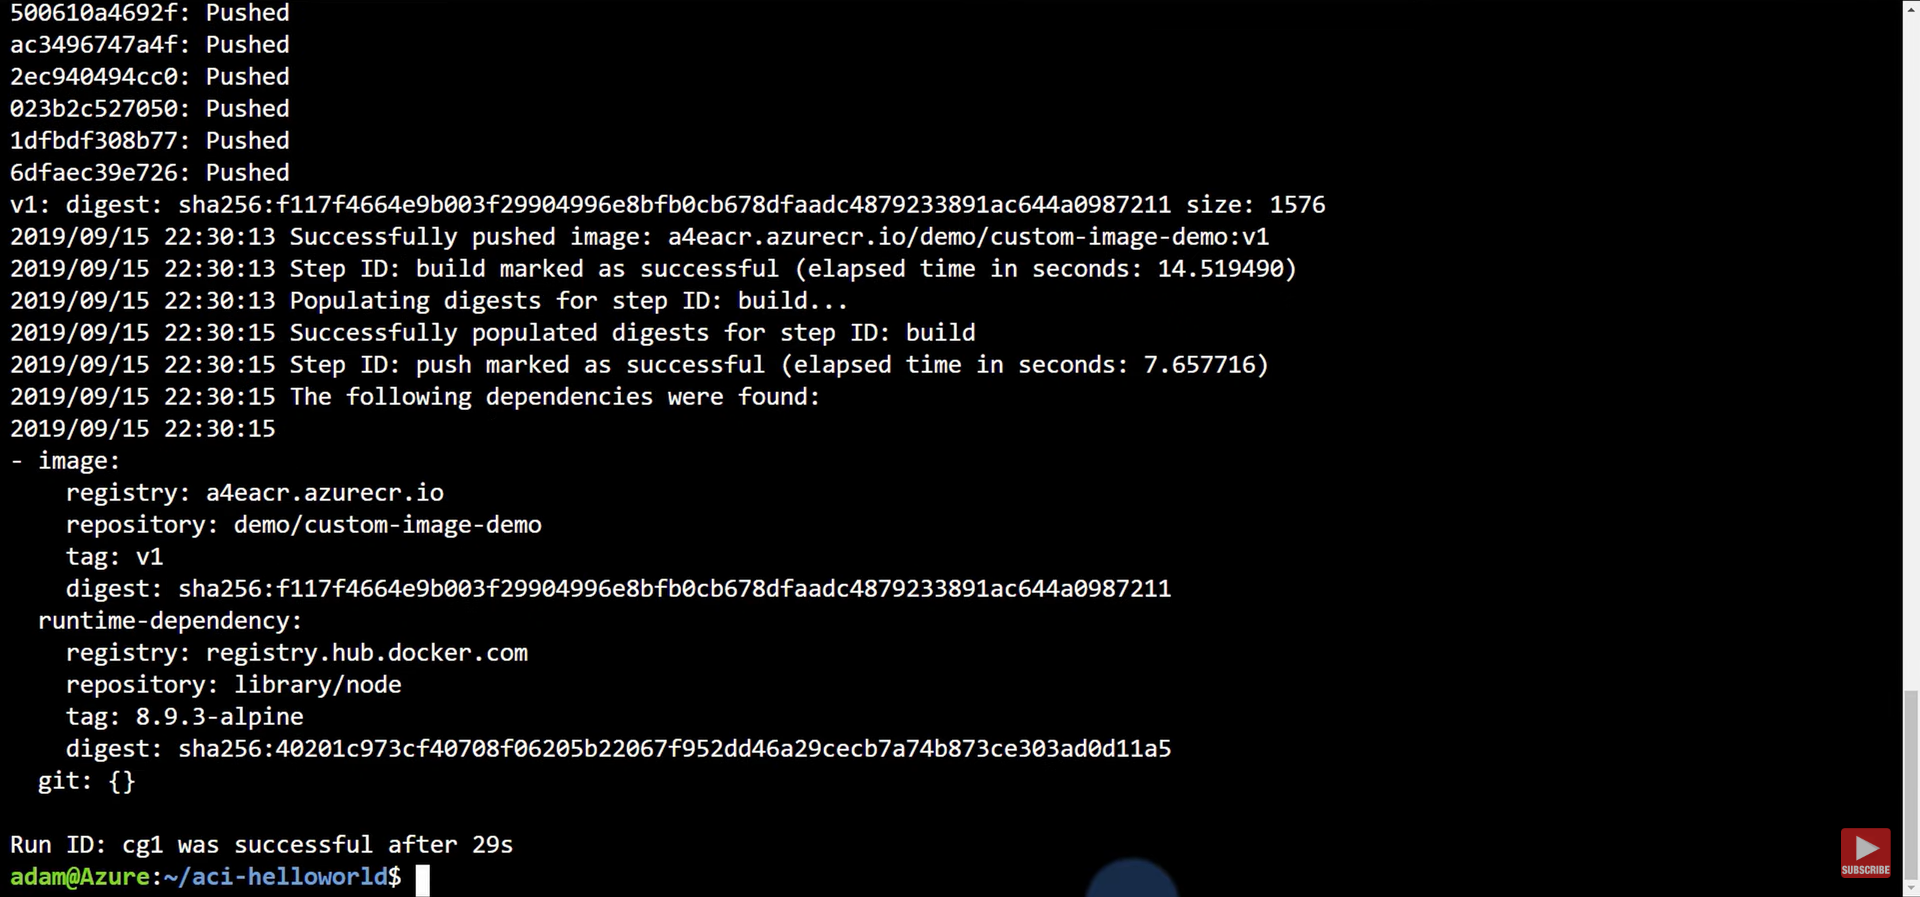 500610a4692f: Pushed
ac3496747a4f: Pushed
2ec940494cc0: Pushed
023b2c527050: Pushed
1dfbdf308b77: Pushed
6dfaec39e726: Pushed
v1: digest: sha256:f117f4664e9b003f29904996e8bfb0cb678dfaadc4879233891ac644a0987211 size: 1576
2019/09/15 22:30:13 Successfully pushed image: a4eacr.azurecr.io/demo/custom-image-demo:v1
2019/09/15 22:30:13 Step ID: build marked as successful (elapsed time in seconds: 14.519490)
2019/09/15 22:30:13 Populating digests for step ID: build...
2019/09/15 22:30:15 Successfully populated digests for step ID: build
2019/09/15 22:30:15 Step ID: push marked as successful (elapsed time in seconds: 7.657716)
2019/09/15 22:30:15 The following dependencies were found:
2019/09/15 22:30:15
- image:
    registry: a4eacr.azurecr.io
    repository: demo/custom-image-demo
    tag: v1
    digest: sha256:f117f4664e9b003f29904996e8bfb0cb678dfaadc4879233891ac644a0987211
  runtime-dependency:
    registry: registry.hub.docker.com
    repository: library/node
    tag: 8.9.3-alpine
    digest: sha256:40201c973cf40708f06205b22067f952dd46a29cecb7a74b873ce303ad0d11a5
  git: {}
Run ID: cg1 was successful after 29s
adam@Azure:~/aci-helloworld$
SUBSCRIBE